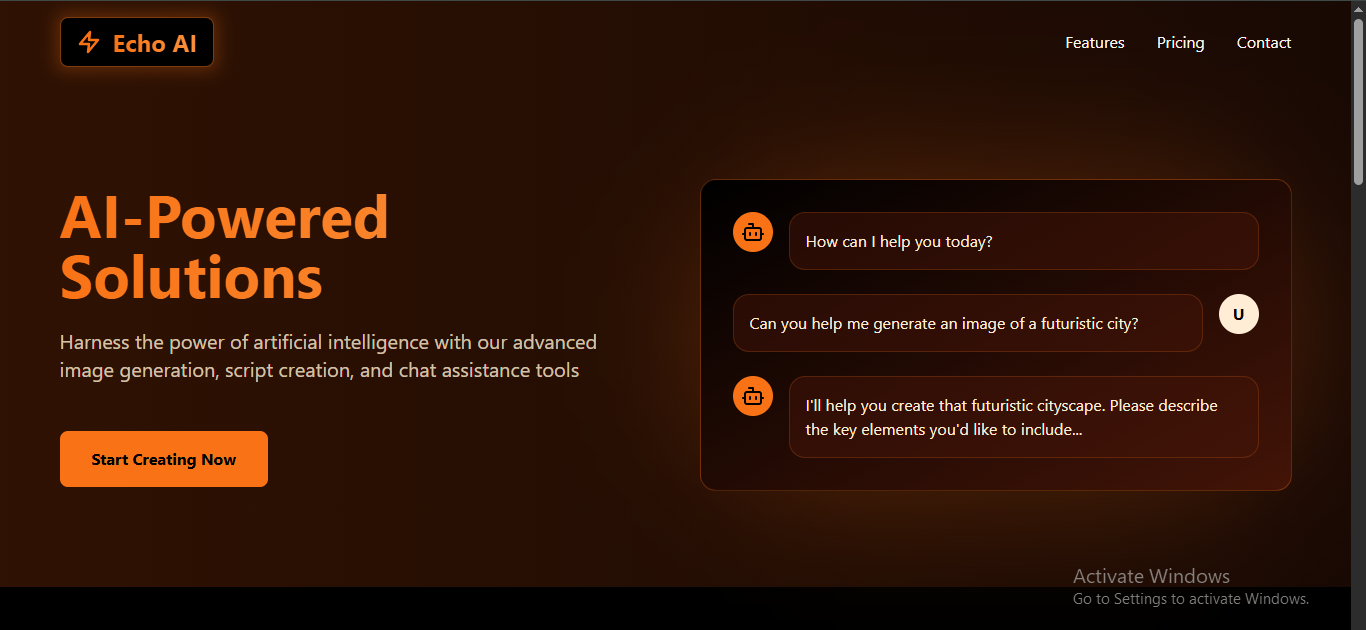 Echo AI
Features
Pricing
Contact
AI-Powered
Solutions
Harness the power of artificial intelligence with our advanced
image generation, script creation, and chat assistance tools
Start Creating Now
How can I help you today?
Can you help me generate an image of a futuristic city?
U
I'll help you create that futuristic cityscape. Please describe
the key elements you'd like to include...
Activate Windows
Go to Settings to activate Windows.